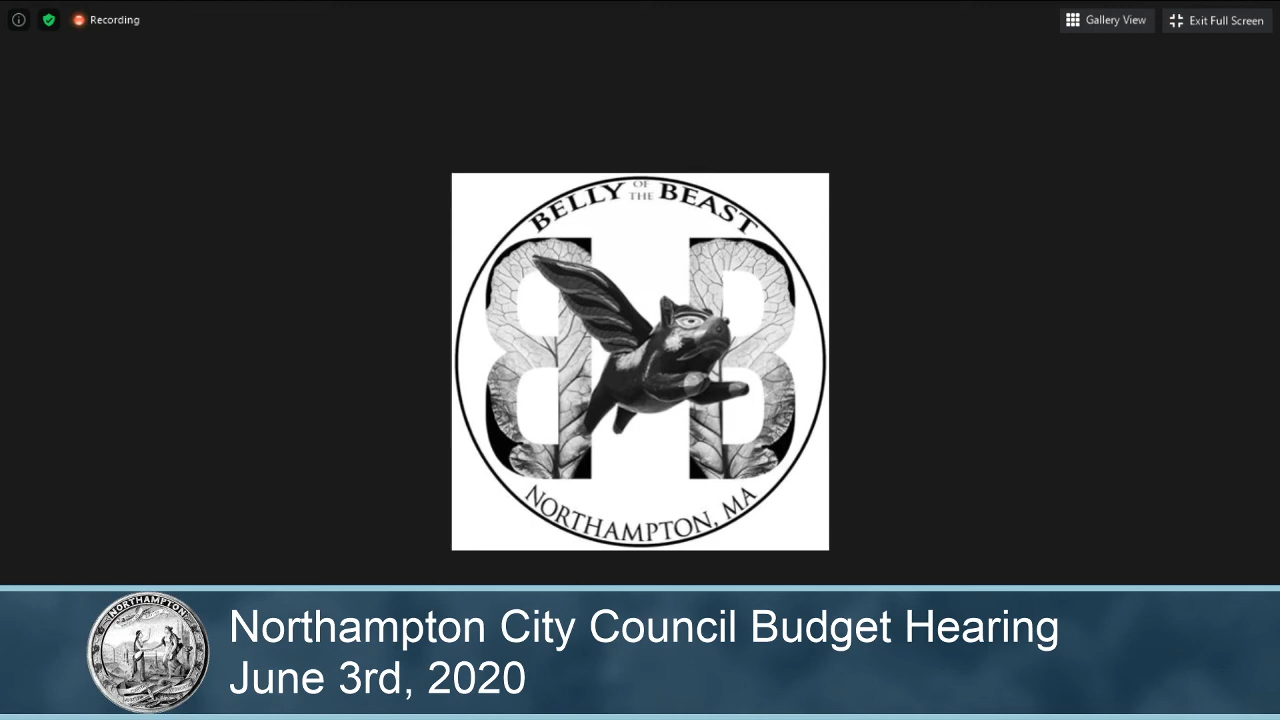 Recording
Gallery View
Exit Full Screen
BELLY OF THE BEAST
NORTHAMPTON, MA
NORTHAMPTON
Northampton City Council Budget Hearing
June 3rd, 2020